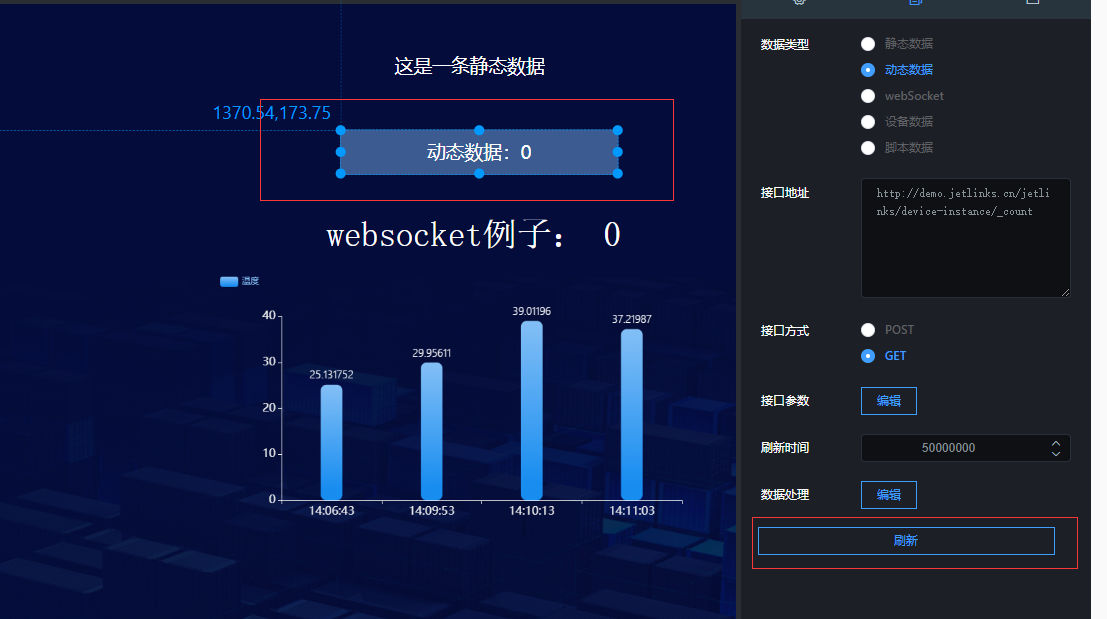 这是一条静态数据
1370.54,173.75
动态数据：0
websocket例子： 0
温度
40
30
20
10
0
25.131752
29.95611
39.01196
37.21987
14:06:43
14:09:53
14:10:13
14:11:03
数据类型
静态数据
动态数据
webSocket
设备数据
脚本数据
接口地址
http://demo.jetlinks.cn/jetli
nks/device-instance/_count
接口方式
POST
GET
接口参数
编辑
刷新时间
50000000
数据处理
编辑
刷新